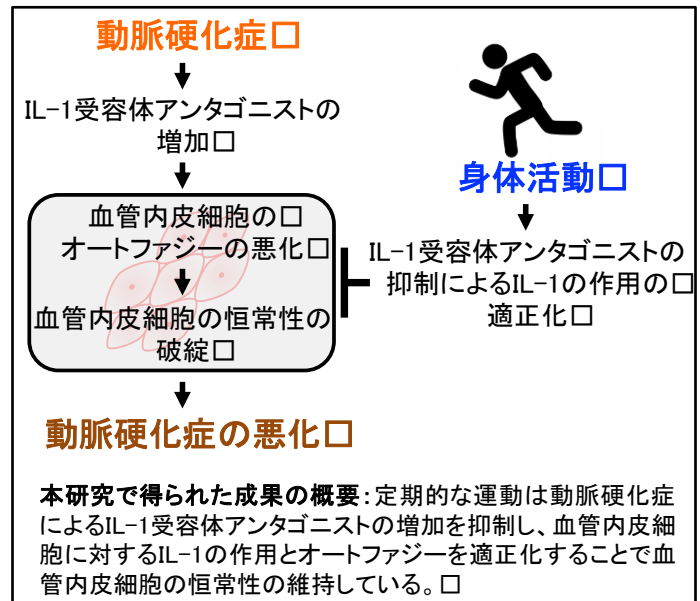 動脈硬化症□
IL-1受容体アンタゴニストの
増加□
血管内皮細胞の□
オートファジーの悪化□
血管内皮細胞の恒常性の
破綻□
動脈硬化症の悪化□
身体活動□
IL-1受容体アンタゴニストの
抑制によるIL-1の作用の□
適正化□
本研究で得られた成果の概要：定期的な運動は動脈硬化症
によるIL-1受容体アンタゴニストの増加を抑制し、血管内皮細
胞に対するIL-1の作用とオートファジーを適正化することで血
管内皮細胞の恒常性の維持している。□